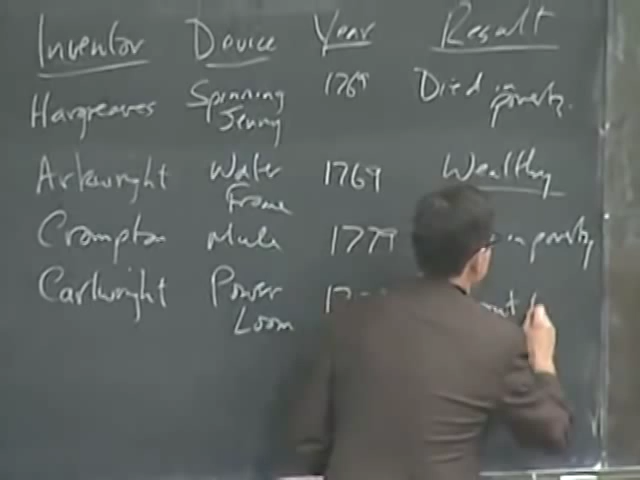 Inventor Device Year Result
Hargreaves Spinning Jenny 1769 Died in poverty.
Arkwright Water Frame 1769 Wealthy
Crompton Mule 1779 in poverty
Cartwright Power Loom